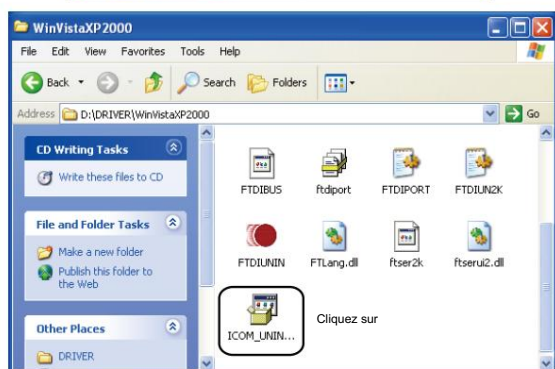 WinVistaXP2000
File Edit View Favorites Tools Help
Back Search Folders
Address D:\DRIVER\WinVistaXP2000 Go
CD Writing Tasks
Write these files to CD
File and Folder Tasks
Make a new folder
Publish this folder to
the Web
Other Places
DRIVER
FTDIBUS ftdiport FTDIPORT FTDIUN2K
FTDIUNIN FTLang.dll ftser2k ftserui2.dll
ICOM_UNIN...
Cliquez sur